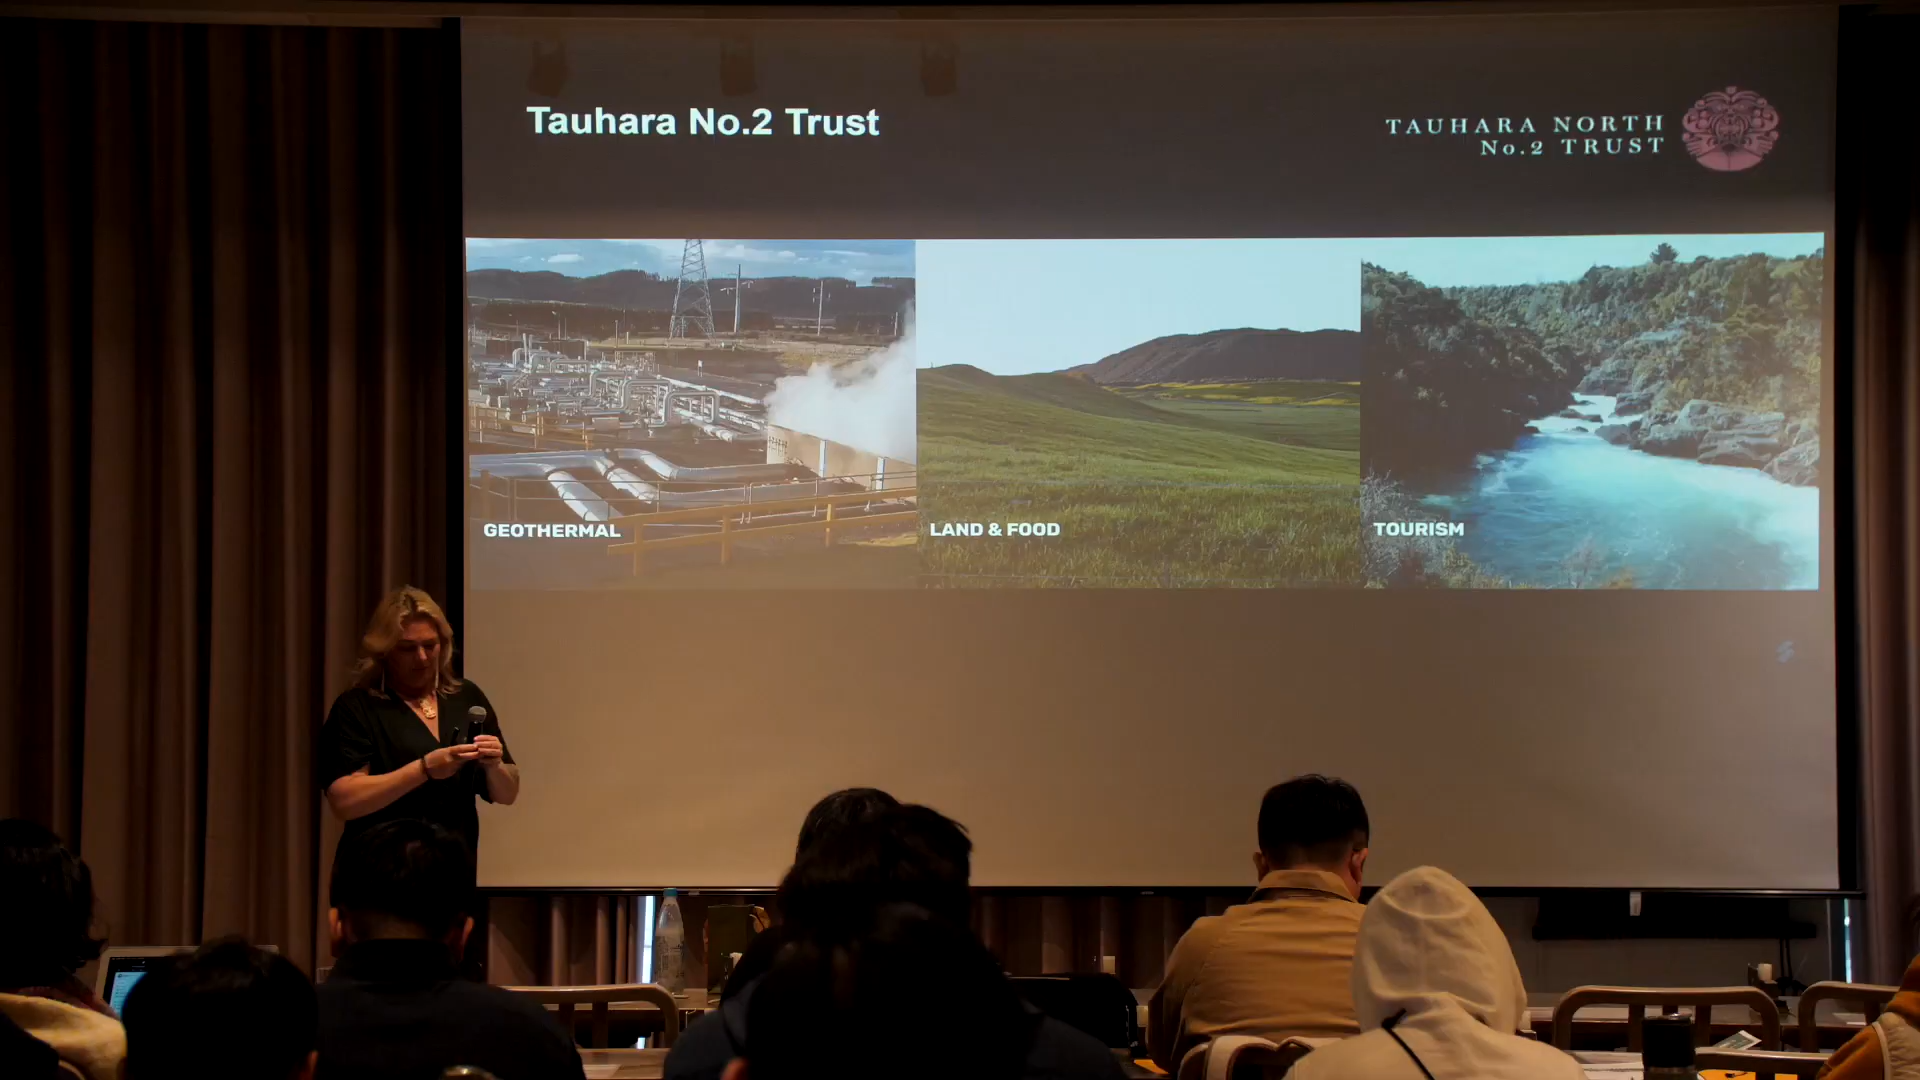 Tauhara No.2 Trust
TAUHARA NORTH
No.2 TRUST
GEOTHERMAL
LAND & FOOD
TOURISM